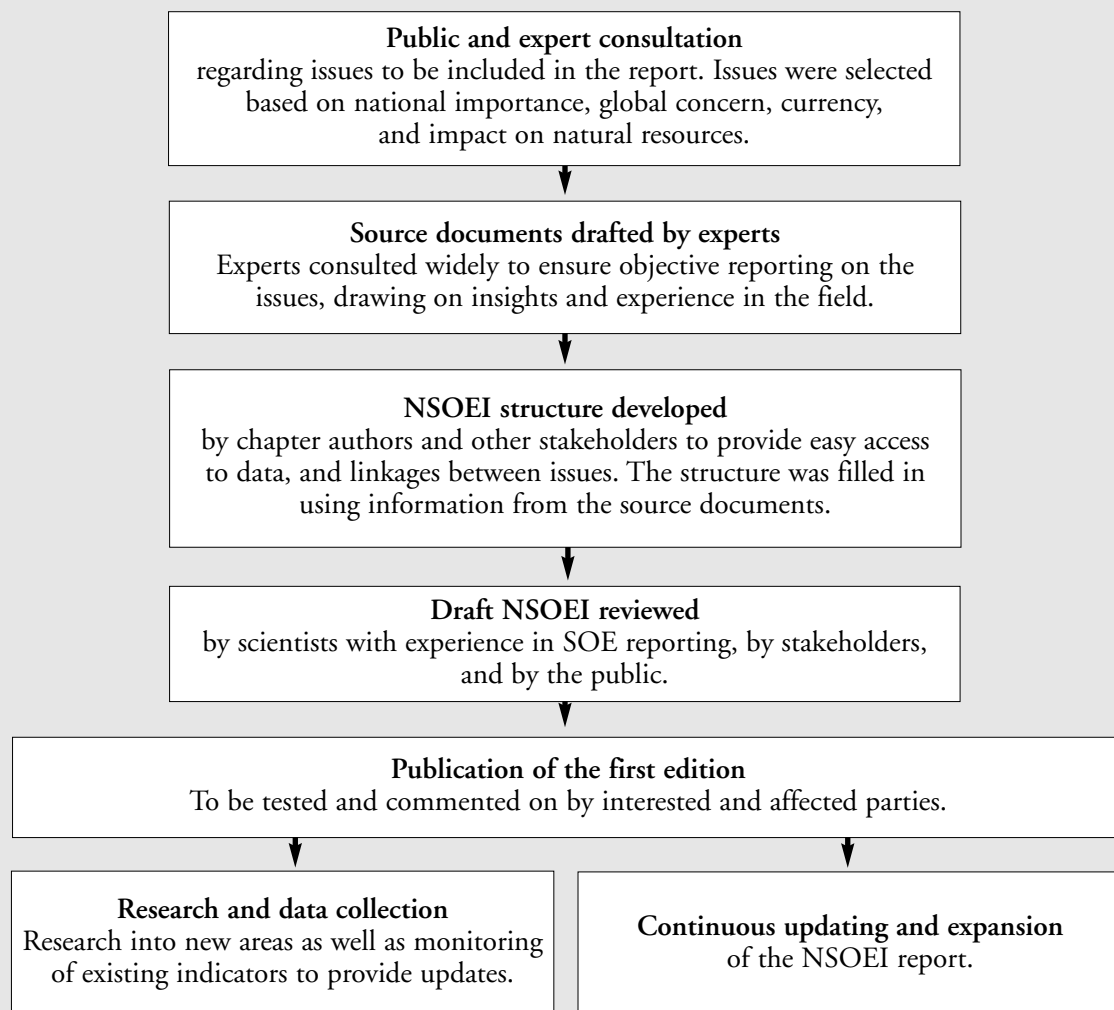 Public and expert consultation
regarding issues to be included in the report. Issues were selected
based on national importance, global concern, currency,
and impact on natural resources.
Source documents drafted by experts
Experts consulted widely to ensure objective reporting on the
issues, drawing on insights and experience in the field.
NSOEI structure developed
by chapter authors and other stakeholders to provide easy access
to data, and linkages between issues. The structure was filled in
using information from the source documents.
Draft NSOEI reviewed
by scientists with experience in SOE reporting, by stakeholders,
and by the public.
Publication of the first edition
To be tested and commented on by interested and affected parties.
Research and data collection
Research into new areas as well as monitoring
of existing indicators to provide updates.
Continuous updating and expansion
of the NSOEI report.